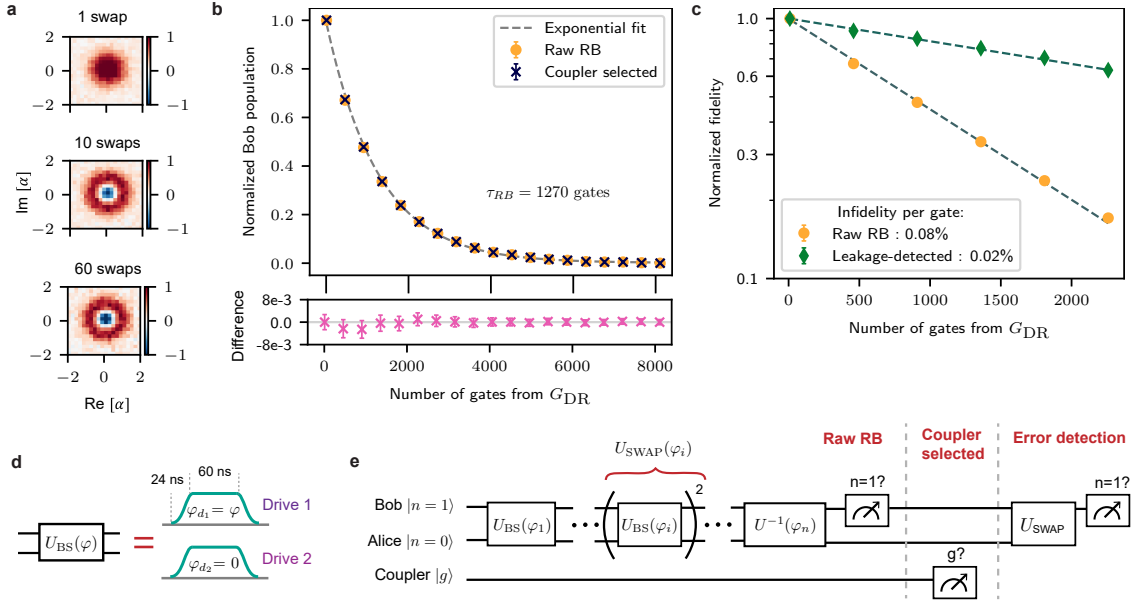 a
1 swap
2
0
−2
1
0
−1
10 swaps
2
0
−2
1
0
−1
60 swaps
2
0
−2
1
0
−1
−2 0 2
Im [α]
Re [α]
b
Normalized Bob population
1.0
0.8
0.6
0.4
0.2
0.0
Exponential fit
Raw RB
Coupler selected
τ_RB = 1270 gates
Difference
8e-3
0.0
-8e-3
0 2000 4000 6000 8000
Number of gates from G_DR
c
Normalized fidelity
1.0
0.6
0.3
0.1
Infidelity per gate:
Raw RB : 0.08%
Leakage-detected : 0.02%
0 500 1000 1500 2000
Number of gates from G_DR
d
U_BS(φ)
=
24 ns
60 ns
φ_d₁ = φ
Drive 1
φ_d₂ = 0
Drive 2
e
U_SWAP(φ_i)
Raw RB
Coupler
selected
Error detection
Bob |n = 1⟩
Alice |n = 0⟩
Coupler |g⟩
U_BS(φ₁)
···
(U_BS(φ_i))²
···
U⁻¹(φ_n)
n=1?
g?
U_SWAP
n=1?